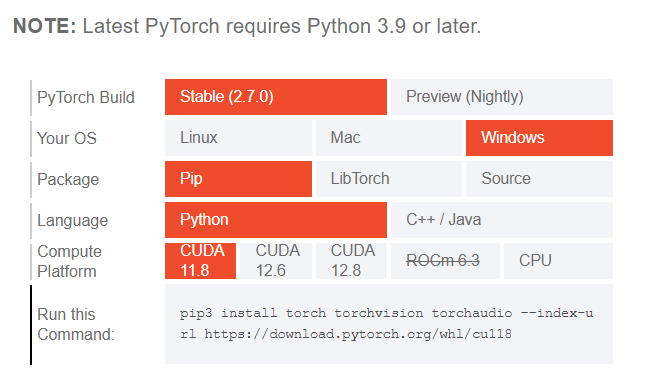 NOTE: Latest PyTorch requires Python 3.9 or later.
PyTorch Build
Stable (2.7.0)
Preview (Nightly)
Your OS
Linux
Mac
Windows
Package
Pip
LibTorch
Source
Language
Python
C++ / Java
Compute
Platform
CUDA
11.8
CUDA
12.6
CUDA
12.8
ROCm 6.3
CPU
Run this
Command:
pip3 install torch torchvision torchaudio --index-u
rl https://download.pytorch.org/whl/cu118